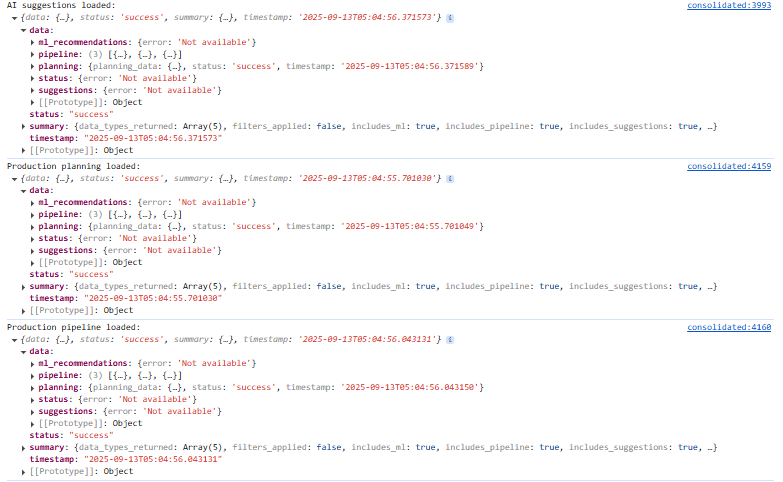 AI suggestions loaded: consolidated:3993
{data: {…}, status: 'success', summary: {…}, timestamp: '2025-09-13T05:04:56.371573'} i
data:
ml_recommendations: {error: 'Not available'}
pipeline: (3) [{…}, {…}, {…}]
planning: {planning_data: {…}, status: 'success', timestamp: '2025-09-13T05:04:56.371589'}
status: {error: 'Not available'}
suggestions: {error: 'Not available'}
[[Prototype]]: Object
status: "success"
summary: {data_types_returned: Array(5), filters_applied: false, includes_ml: true, includes_pipeline: true, includes_suggestions: true, …}
timestamp: "2025-09-13T05:04:56.371573"
[[Prototype]]: Object
Production planning loaded: consolidated:4159
{data: {…}, status: 'success', summary: {…}, timestamp: '2025-09-13T05:04:55.701030'} i
data:
ml_recommendations: {error: 'Not available'}
pipeline: (3) [{…}, {…}, {…}]
planning: {planning_data: {…}, status: 'success', timestamp: '2025-09-13T05:04:55.701049'}
status: {error: 'Not available'}
suggestions: {error: 'Not available'}
[[Prototype]]: Object
status: "success"
summary: {data_types_returned: Array(5), filters_applied: false, includes_ml: true, includes_pipeline: true, includes_suggestions: true, …}
timestamp: "2025-09-13T05:04:55.701030"
[[Prototype]]: Object
Production pipeline loaded: consolidated:4160
{data: {…}, status: 'success', summary: {…}, timestamp: '2025-09-13T05:04:56.043131'} i
data:
ml_recommendations: {error: 'Not available'}
pipeline: (3) [{…}, {…}, {…}]
planning: {planning_data: {…}, status: 'success', timestamp: '2025-09-13T05:04:56.043150'}
status: {error: 'Not available'}
suggestions: {error: 'Not available'}
[[Prototype]]: Object
status: "success"
summary: {data_types_returned: Array(5), filters_applied: false, includes_ml: true, includes_pipeline: true, includes_suggestions: true, …}
timestamp: "2025-09-13T05:04:56.043131"
[[Prototype]]: Object